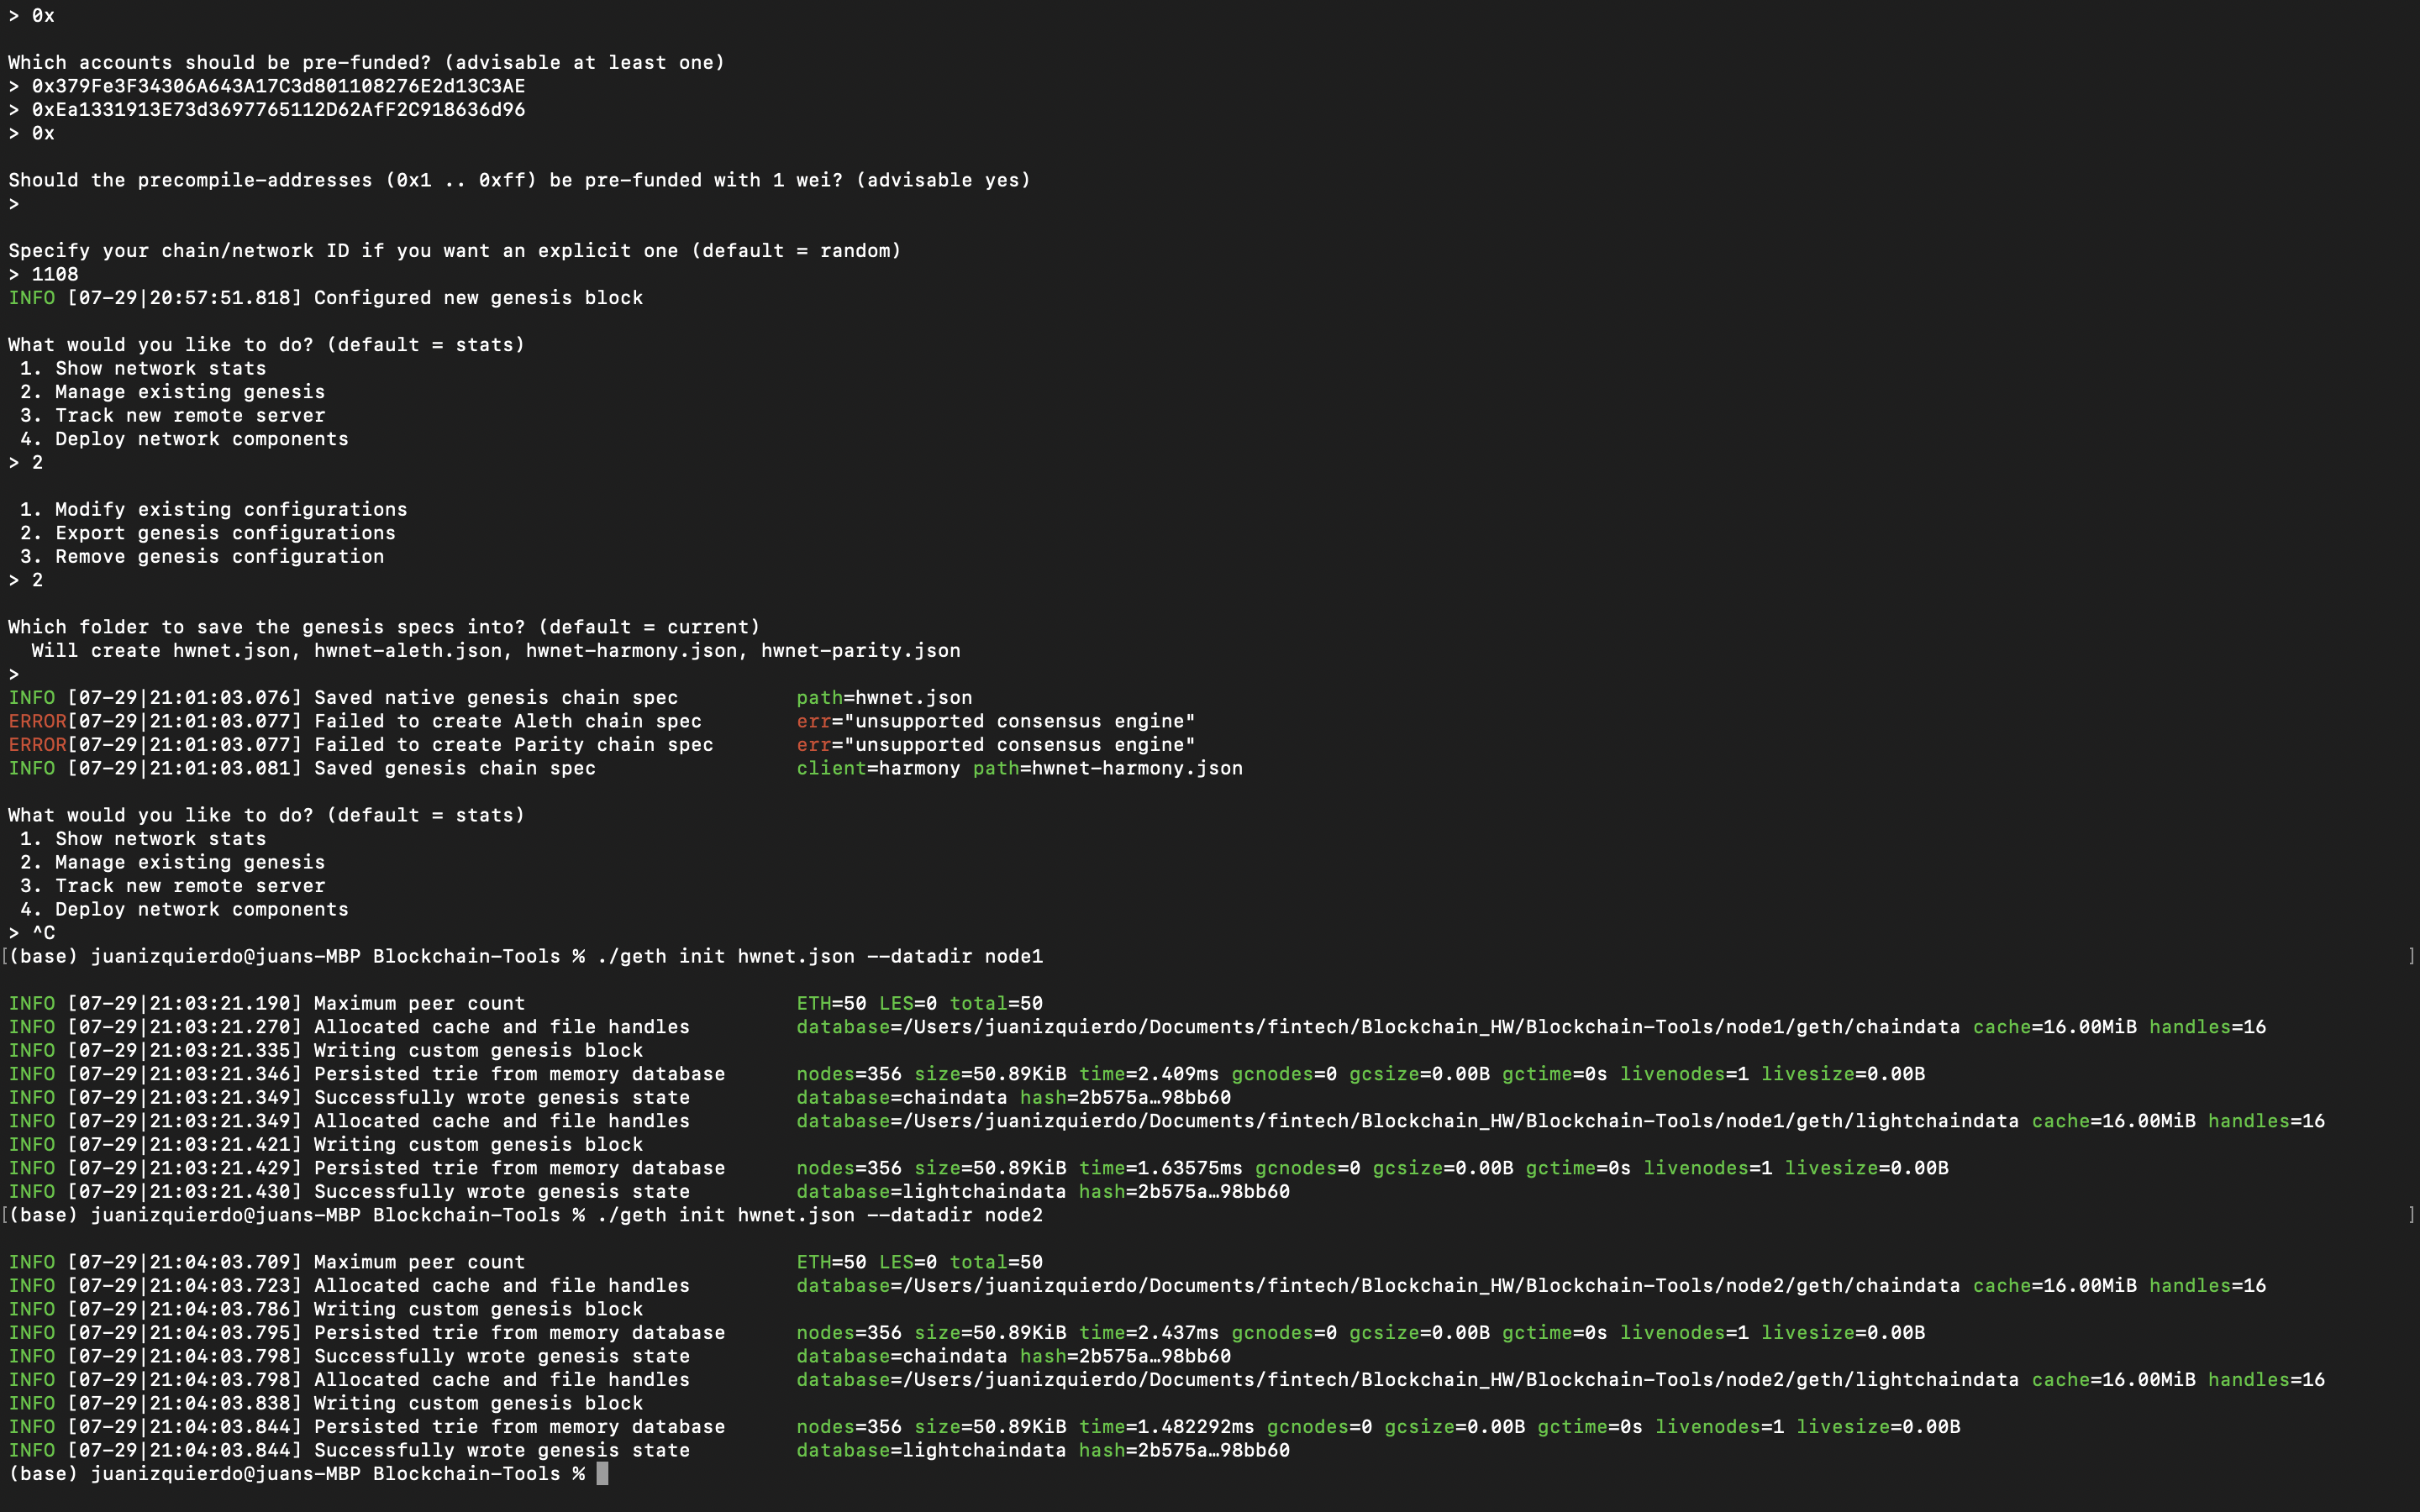 > 0x
Which accounts should be pre-funded? (advisable at least one)
> 0x379Fe3F34306A643A17C3d801108276E2d13C3AE
> 0xEa1331913E73d3697765112D62AfF2C918636d96
> 0x
Should the precompile-addresses (0x1 .. 0xff) be pre-funded with 1 wei? (advisable yes)
>
Specify your chain/network ID if you want an explicit one (default = random)
> 1108
INFO [07-29|20:57:51.818] Configured new genesis block
What would you like to do? (default = stats)
 1. Show network stats
 2. Manage existing genesis
 3. Track new remote server
 4. Deploy network components
> 2
 1. Modify existing configurations
 2. Export genesis configurations
 3. Remove genesis configuration
> 2
Which folder to save the genesis specs into? (default = current)
  Will create hwnet.json, hwnet-aleth.json, hwnet-harmony.json, hwnet-parity.json
>
INFO [07-29|21:01:03.076] Saved native genesis chain spec          path=hwnet.json
ERROR[07-29|21:01:03.077] Failed to create Aleth chain spec        err="unsupported consensus engine"
ERROR[07-29|21:01:03.077] Failed to create Parity chain spec       err="unsupported consensus engine"
INFO [07-29|21:01:03.081] Saved genesis chain spec                 client=harmony path=hwnet-harmony.json
What would you like to do? (default = stats)
 1. Show network stats
 2. Manage existing genesis
 3. Track new remote server
 4. Deploy network components
> ^C
[(base) juanizquierdo@juans-MBP Blockchain-Tools % ./geth init hwnet.json --datadir node1 ]
INFO [07-29|21:03:21.190] Maximum peer count                       ETH=50 LES=0 total=50
INFO [07-29|21:03:21.270] Allocated cache and file handles         database=/Users/juanizquierdo/Documents/fintech/Blockchain_HW/Blockchain-Tools/node1/geth/chaindata cache=16.00MiB handles=16
INFO [07-29|21:03:21.335] Writing custom genesis block
INFO [07-29|21:03:21.346] Persisted trie from memory database      nodes=356 size=50.89KiB time=2.409ms gcnodes=0 gcsize=0.00B gctime=0s livenodes=1 livesize=0.00B
INFO [07-29|21:03:21.349] Successfully wrote genesis state         database=chaindata hash=2b575a…98bb60
INFO [07-29|21:03:21.349] Allocated cache and file handles         database=/Users/juanizquierdo/Documents/fintech/Blockchain_HW/Blockchain-Tools/node1/geth/lightchaindata cache=16.00MiB handles=16
INFO [07-29|21:03:21.421] Writing custom genesis block
INFO [07-29|21:03:21.429] Persisted trie from memory database      nodes=356 size=50.89KiB time=1.63575ms gcnodes=0 gcsize=0.00B gctime=0s livenodes=1 livesize=0.00B
INFO [07-29|21:03:21.430] Successfully wrote genesis state         database=lightchaindata hash=2b575a…98bb60
[(base) juanizquierdo@juans-MBP Blockchain-Tools % ./geth init hwnet.json --datadir node2 ]
INFO [07-29|21:04:03.709] Maximum peer count                       ETH=50 LES=0 total=50
INFO [07-29|21:04:03.723] Allocated cache and file handles         database=/Users/juanizquierdo/Documents/fintech/Blockchain_HW/Blockchain-Tools/node2/geth/chaindata cache=16.00MiB handles=16
INFO [07-29|21:04:03.786] Writing custom genesis block
INFO [07-29|21:04:03.795] Persisted trie from memory database      nodes=356 size=50.89KiB time=2.437ms gcnodes=0 gcsize=0.00B gctime=0s livenodes=1 livesize=0.00B
INFO [07-29|21:04:03.798] Successfully wrote genesis state         database=chaindata hash=2b575a…98bb60
INFO [07-29|21:04:03.798] Allocated cache and file handles         database=/Users/juanizquierdo/Documents/fintech/Blockchain_HW/Blockchain-Tools/node2/geth/lightchaindata cache=16.00MiB handles=16
INFO [07-29|21:04:03.838] Writing custom genesis block
INFO [07-29|21:04:03.844] Persisted trie from memory database      nodes=356 size=50.89KiB time=1.482292ms gcnodes=0 gcsize=0.00B gctime=0s livenodes=1 livesize=0.00B
INFO [07-29|21:04:03.844] Successfully wrote genesis state         database=lightchaindata hash=2b575a…98bb60
(base) juanizquierdo@juans-MBP Blockchain-Tools %